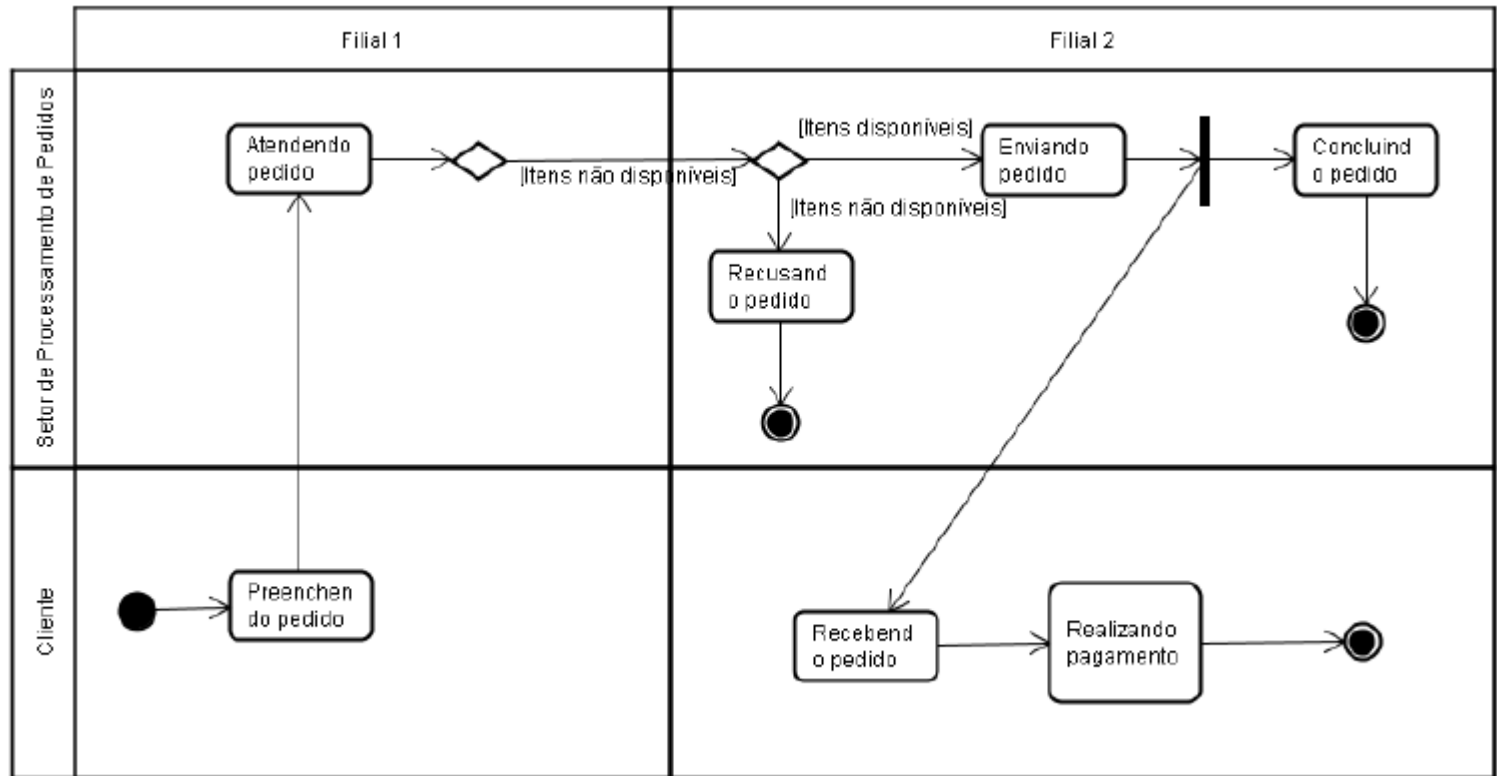 Filial 1
Filial 2
Setor de Processamento de Pedidos
Atendendo
pedido
[Itens não disponíveis]
[Itens disponíveis]
Enviando
pedido
Concluind
o pedido
[Itens não disponíveis]
Recusand
o pedido
Cliente
Preenchen
do pedido
Recebend
o pedido
Realizando
pagamento